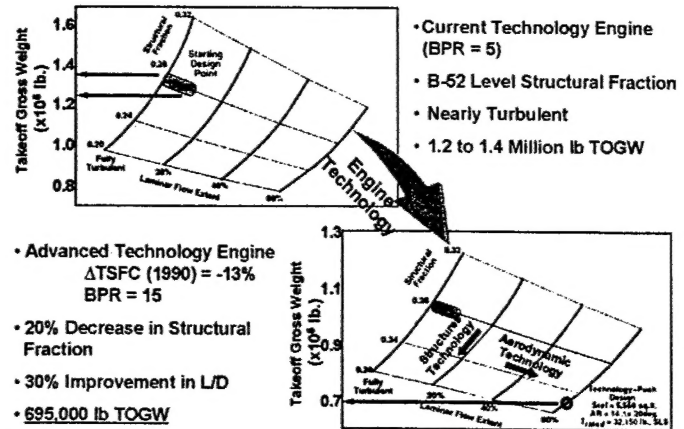 Takeoff Gross Weight
(x10⁶ lb.)
1.6
1.4
1.2
1.0
0.8
Structural
Fraction
0.32
0.28
0.24
0.20
Starting
Design
Point
Fully
Turbulent
20%
40%
60%
Laminar Flow Extent
• Current Technology Engine
(BPR = 5)
• B-52 Level Structural Fraction
• Nearly Turbulent
• 1.2 to 1.4 Million lb TOGW
Engine
Technology
• Advanced Technology Engine
ΔTSFC (1990) = -13%
BPR = 15
• 20% Decrease in Structural
Fraction
• 30% Improvement in L/D
• 695,000 lb TOGW
Takeoff Gross Weight
(x10⁶ lb.)
1.3
1.1
0.9
0.7
Structural
Fraction
0.32
0.24
0.20
Structures
Technology
Aerodynamic
Technology
Fully
Turbulent
20%
40%
60%
Laminar Flow Extent
Technology-Push
Design